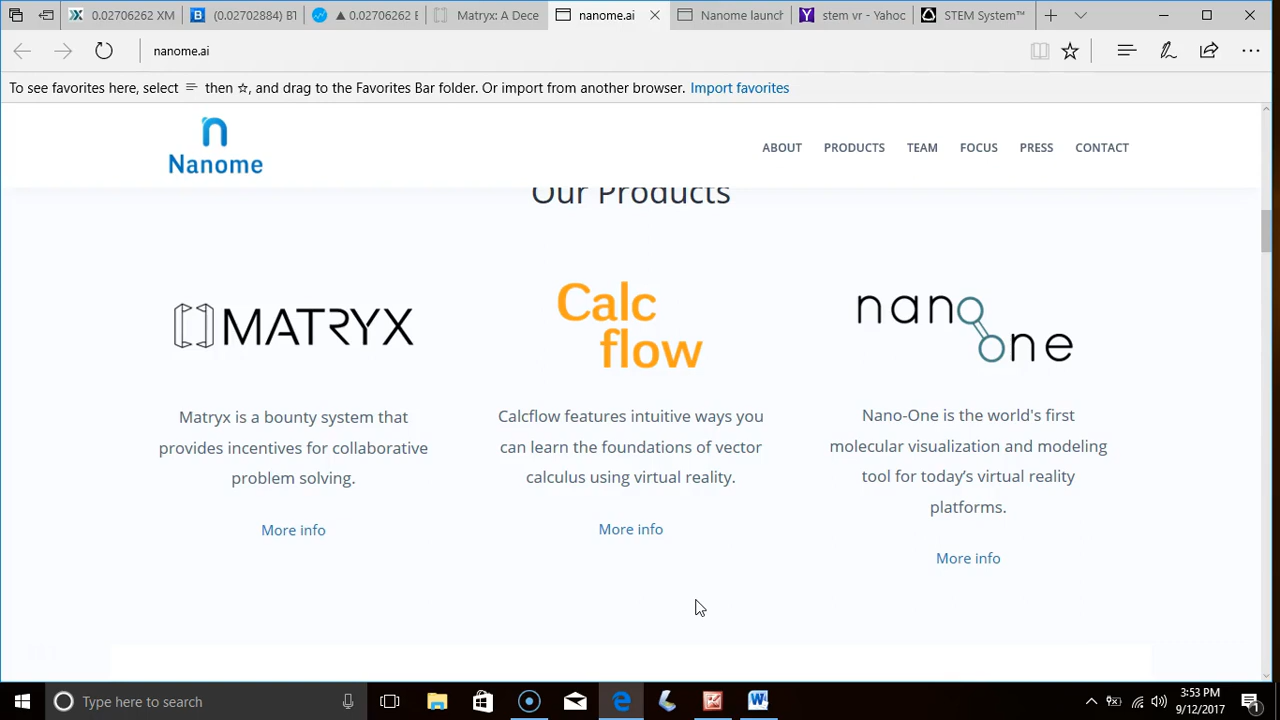 0.02706262 XM
(0.02702884) BT
▲ 0.02706262 E
Matryx: A Dece
nanome.ai
Nanome launch
stem vr - Yahoo
STEM System™
nanome.ai
To see favorites here, select ≡ then ☆, and drag to the Favorites Bar folder. Or import from another browser. Import favorites
Nanome
ABOUT
PRODUCTS
TEAM
FOCUS
PRESS
CONTACT
Our Products
MATRYX
Matryx is a bounty system that
provides incentives for collaborative
problem solving.
More info
Calc
flow
Calcflow features intuitive ways you
can learn the foundations of vector
calculus using virtual reality.
More info
nano
one
Nano-One is the world's first
molecular visualization and modeling
tool for today’s virtual reality
platforms.
More info
Type here to search
3:53 PM
9/12/2017
1